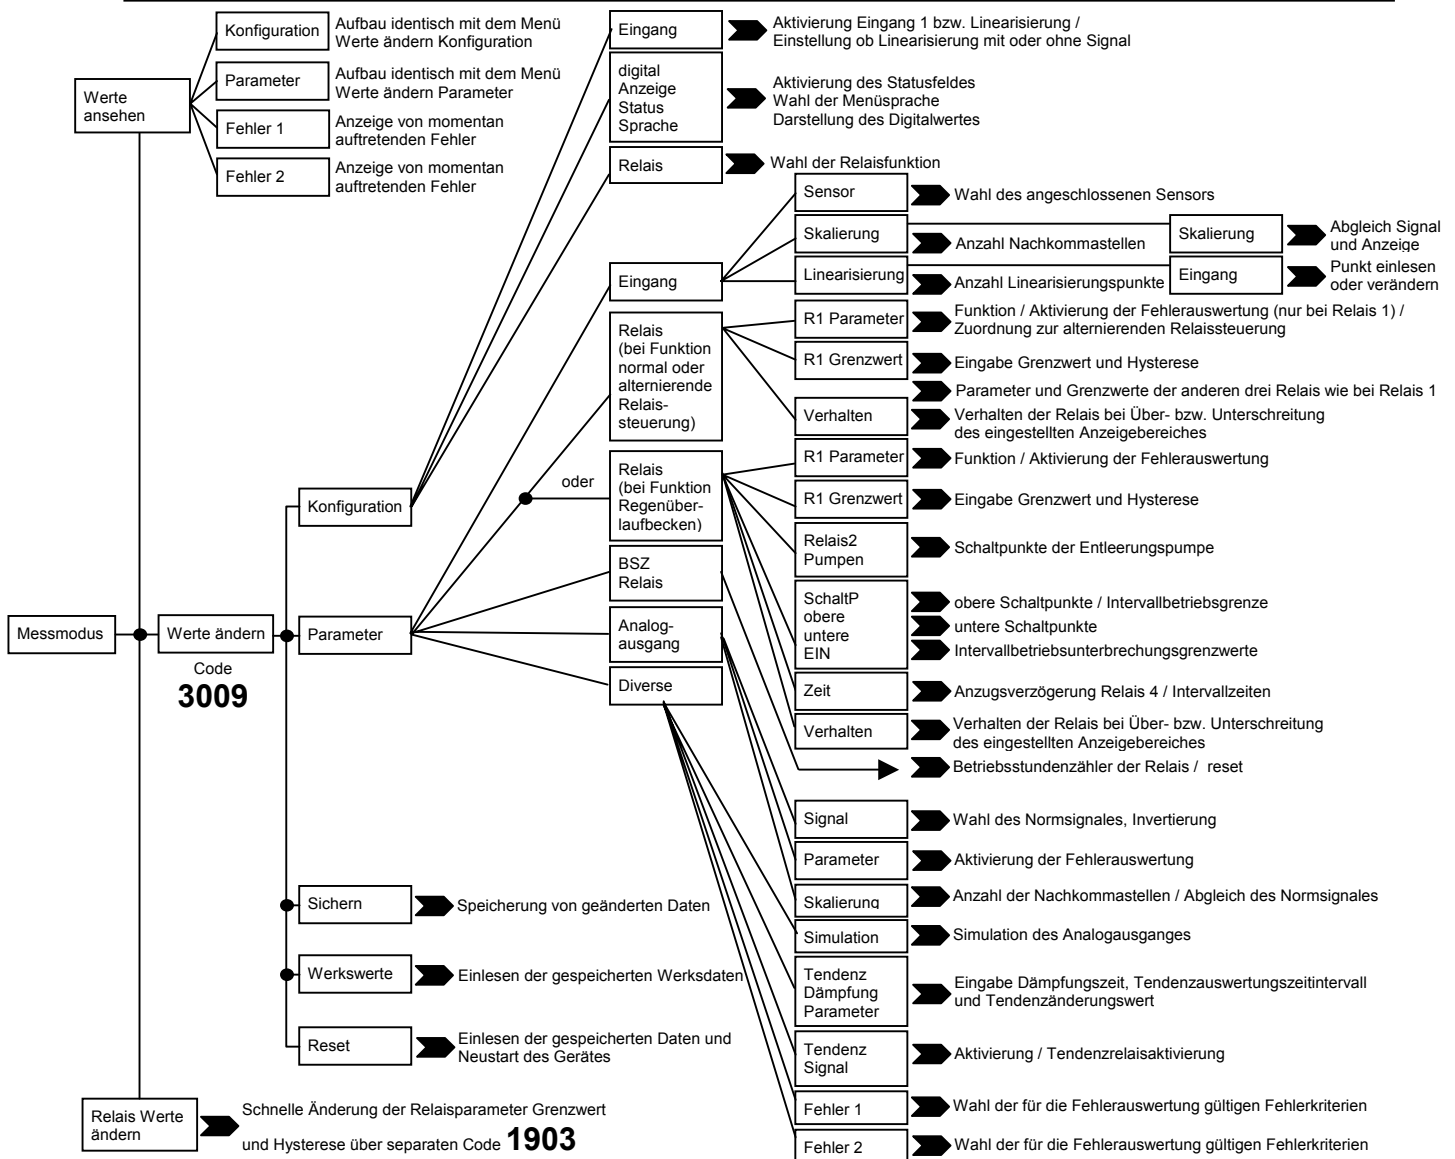 Konfiguration
Aufbau identisch mit dem Menü
Werte ändern Konfiguration
Parameter
Aufbau identisch mit dem Menü
Werte ändern Parameter
Werte
ansehen
Fehler 1
Anzeige von momentan
auftretenden Fehler
Fehler 2
Anzeige von momentan
auftretenden Fehler
Eingang
Aktivierung Eingang 1 bzw. Linearisierung /
Einstellung ob Linearisierung mit oder ohne Signal
digital
Anzeige
Status
Sprache
Aktivierung des Statusfeldes
Wahl der Menüsprache
Darstellung des Digitalwertes
Relais
Wahl der Relaisfunktion
Sensor
Wahl des angeschlossenen Sensors
Skalierung
Anzahl Nachkommastellen
Skalierung
Abgleich Signal
und Anzeige
Eingang
Linearisierung
Anzahl Linearisierungspunkte
Eingang
Punkt einlesen
oder verändern
Relais
(bei Funktion
normal oder
alternierende
Relais-
steuerung)
R1 Parameter
Funktion / Aktivierung der Fehlerauswertung (nur bei Relais 1) /
Zuordnung zur alternierenden Relaissteuerung
R1 Grenzwert
Eingabe Grenzwert und Hysterese
Parameter und Grenzwerte der anderen drei Relais wie bei Relais 1
Verhalten
Verhalten der Relais bei Über- bzw. Unterschreitung
des eingestellten Anzeigebereiches
oder
Relais
(bei Funktion
Regenüber-
laufbecken)
R1 Parameter
Funktion / Aktivierung der Fehlerauswertung
R1 Grenzwert
Eingabe Grenzwert und Hysterese
Relais2
Pumpen
Schaltpunkte der Entleerungspumpe
Konfiguration
BSZ
Relais
SchaltP
obere
untere
EIN
obere Schaltpunkte / Intervallbetriebsgrenze
untere Schaltpunkte
Intervallbetriebsunterbrechungsgrenzwerte
Messmodus
Werte ändern
Code
3009
Parameter
Analog-
ausgang
Diverse
Zeit
Anzugsverzögerung Relais 4 / Intervallzeiten
Verhalten
Verhalten der Relais bei Über- bzw. Unterschreitung
des eingestellten Anzeigebereiches
Betriebsstundenzähler der Relais / reset
Signal
Wahl des Normsignales, Invertierung
Parameter
Aktivierung der Fehlerauswertung
Skalierung
Anzahl der Nachkommastellen / Abgleich des Normsignales
Sichern
Speicherung von geänderten Daten
Simulation
Simulation des Analogausganges
Werkswerte
Einlesen der gespeicherten Werksdaten
Tendenz
Dämpfung
Parameter
Eingabe Dämpfungszeit, Tendenzauswertungszeitintervall
und Tendenzänderungswert
Reset
Einlesen der gespeicherten Daten und
Neustart des Gerätes
Tendenz
Signal
Aktivierung / Tendenzrelaisaktivierung
Relais Werte
ändern
Schnelle Änderung der Relaisparameter Grenzwert
und Hysterese über separaten Code 1903
Fehler 1
Wahl der für die Fehlerauswertung gültigen Fehlerkriterien
Fehler 2
Wahl der für die Fehlerauswertung gültigen Fehlerkriterien